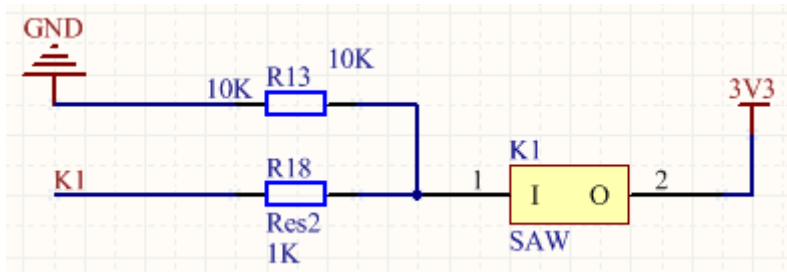 GND
10K
R13
10K
3V3
K1
R18
Res2
1K
1
K1
I O
SAW
2